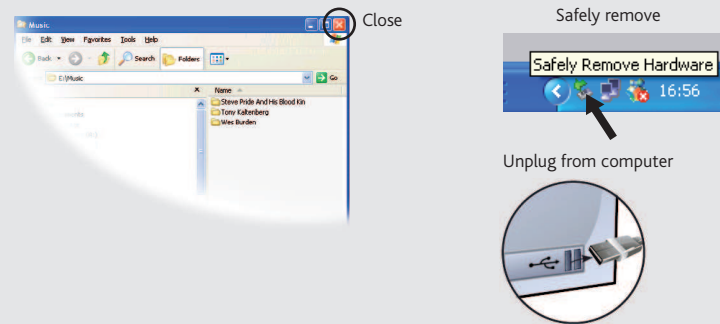 Music
Close
File Edit View Favorites Tools Help
Back Search Folders
E:\Music Go
Name
Steve Pride And His Blood Kin
Tony Kaltenberg
Wes Burden
Safely remove
Safely Remove Hardware
16:56
Unplug from computer